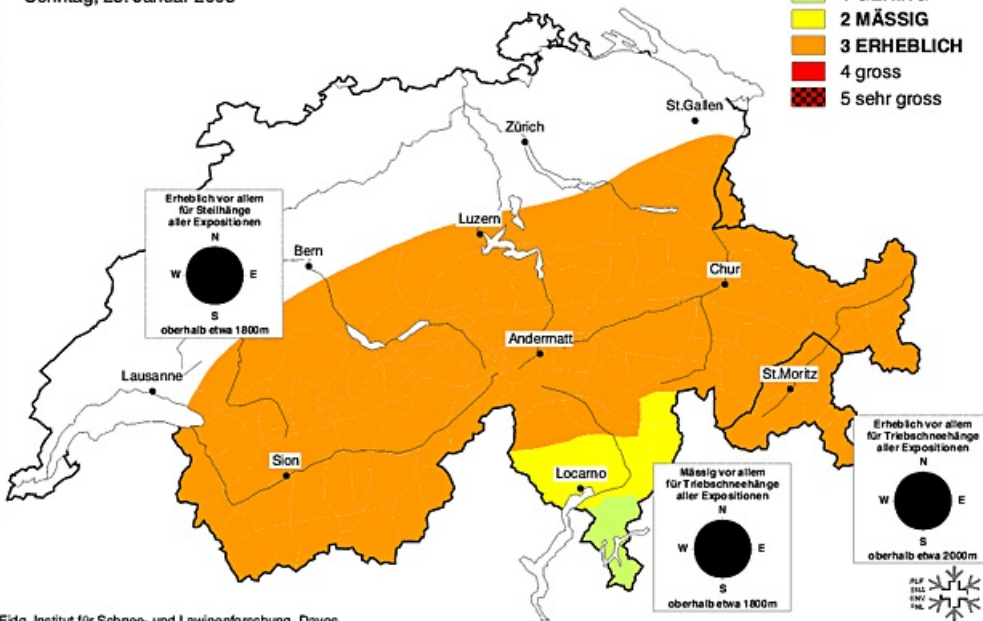 2 MÄSSIG
3 ERHEBLICH
4 gross
5 sehr gross
St.Gallen
Zürich
Erheblich vor allem
für Steilhänge
aller Expositionen
N
W E
S
oberhalb etwa 1800m
Luzern
Bern
Chur
Andermatt
Lausanne
St.Moritz
Sion
Locarno
Erheblich vor allem
für Triebschneehänge
aller Expositionen
N
W E
S
oberhalb etwa 2000m
Mässig vor allem
für Triebschneehänge
aller Expositionen
N
W E
S
oberhalb etwa 1800m
Eidg. Institut für Schnee- und Lawinenforschung, Davos